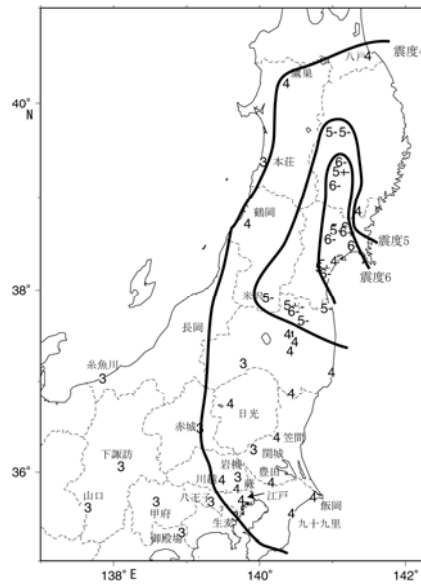 震度4
八戸
4
鷹巣
4
40°
N
5-
5-
3
本荘
6-
5+
6-
鶴岡
4
4
震度5
震度6
38°
米沢
5-
5-
6-
5-
5-
長岡
4
4
4
4
糸魚川
3
3
4
4
日光
赤城
3
4
笠間
3
関城
下諏訪
3
岩槻
3
豊田
36°
山口
3
川越
4
4
4
江戸
4
飯岡
3
甲府
八王子
4
4
九十九里
生麦
3
御殿場
138° E
140°
142°